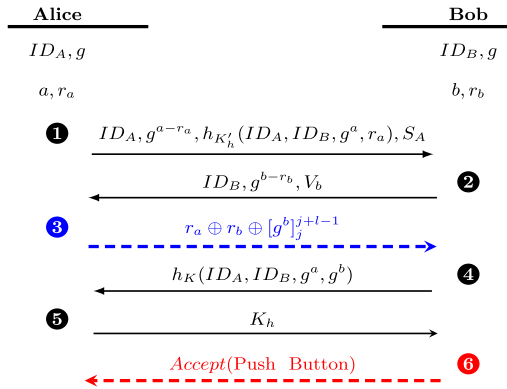 Alice Bob
ID_A, g ID_B, g
a, r_a b, r_b
1 ID_A, g^{a−r_a}, h_{K'_h}(ID_A, ID_B, g^a, r_a), S_A
ID_B, g^{b−r_b}, V_b 2
3 r_a ⊕ r_b ⊕ [g^b]_j^{j+l−1}
h_K(ID_A, ID_B, g^a, g^b) 4
5 K_h
Accept(Push Button) 6